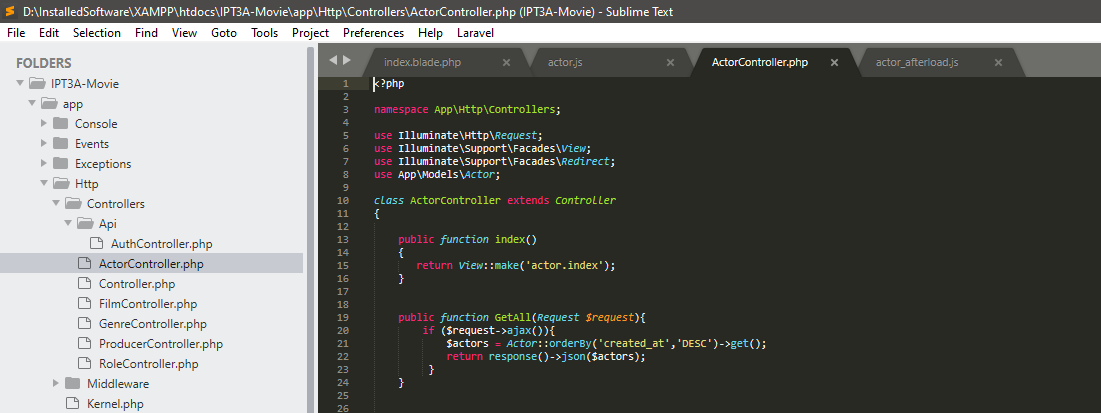 D:\InstalledSoftware\XAMPP\htdocs\IPT3A-Movie\app\Http\Controllers\ActorController.php (IPT3A-Movie) - Sublime Text
File Edit Selection Find View Goto Tools Project Preferences Help Laravel
FOLDERS
IPT3A-Movie
app
Console
Events
Exceptions
Http
Controllers
Api
AuthController.php
ActorController.php
Controller.php
FilmController.php
GenreController.php
ProducerController.php
RoleController.php
Middleware
Kernel.php
index.blade.php × actor.js × ActorController.php × actor_afterload.js ×
1 <?php
2
3 namespace App\Http\Controllers;
4
5 use Illuminate\Http\Request;
6 use Illuminate\Support\Facades\View;
7 use Illuminate\Support\Facades\Redirect;
8 use App\Models\Actor;
9
10 class ActorController extends Controller
11 {
12
13 public function index()
14 {
15 return View::make('actor.index');
16 }
17
18
19 public function GetAll(Request $request){
20 if ($request->ajax()){
21 $actors = Actor::orderBy('created_at','DESC')->get();
22 return response()->json($actors);
23 }
24 }
25
26